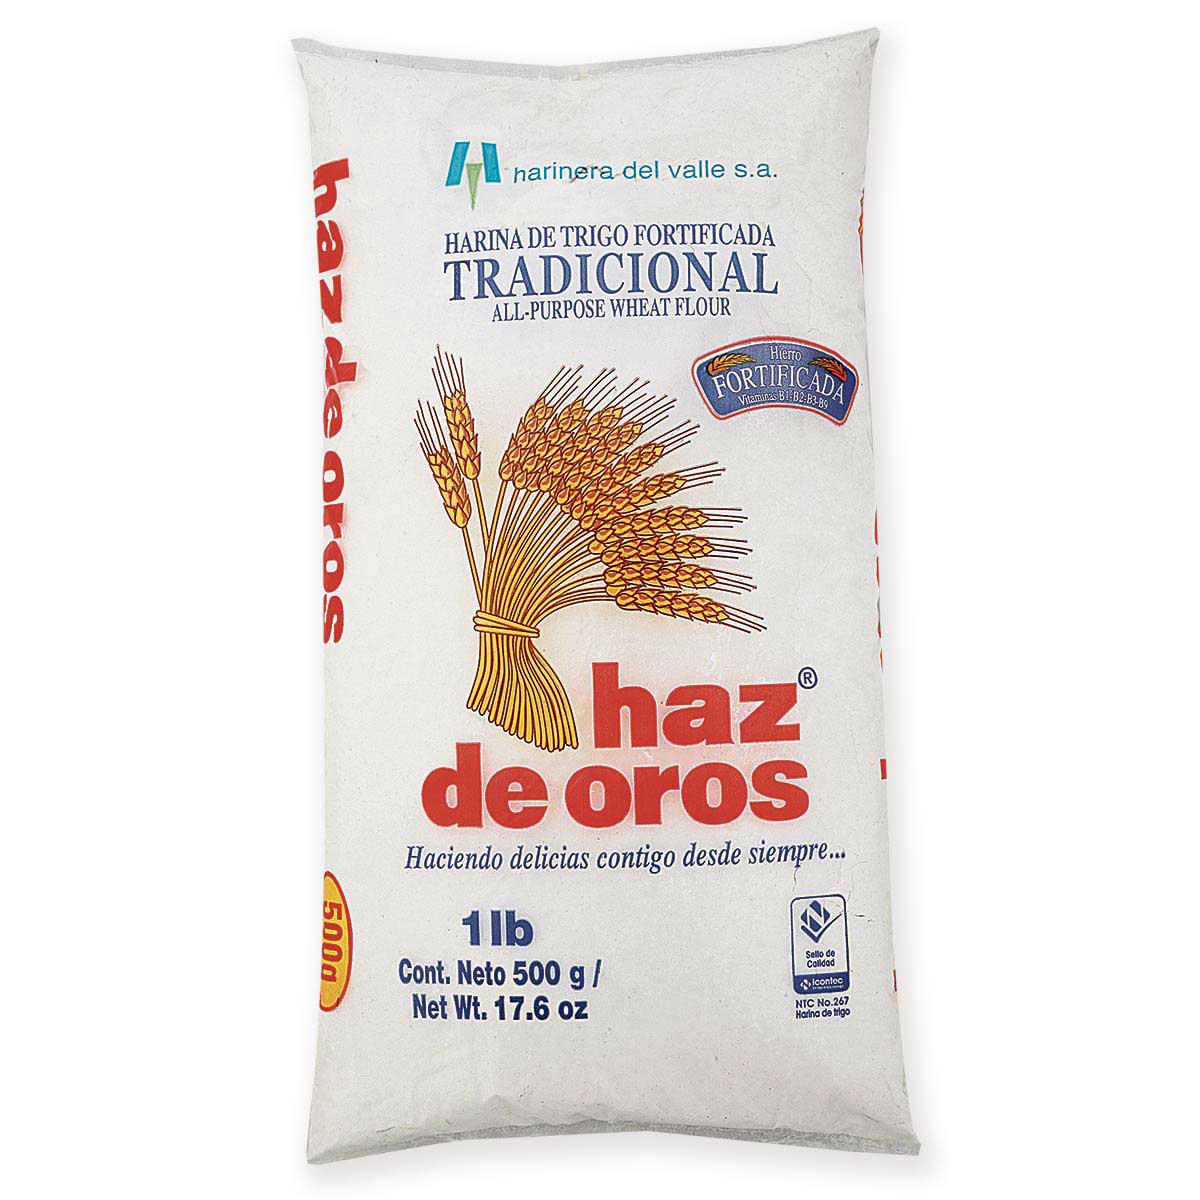 harinera del valle s.a.
HARINA DE TRIGO FORTIFICADA
TRADICIONAL
ALL-PURPOSE WHEAT FLOUR
Hierro
FORTIFICADA
Vitaminas B1-B2-B3-B9
haz de oros
haz®
de oros
Haciendo delicias contigo desde siempre...
500g
1 lb
Cont. Neto 500 g /
Net Wt. 17.6 oz
Sello de
Calidad
icontec
NTC No.267
Harina de trigo